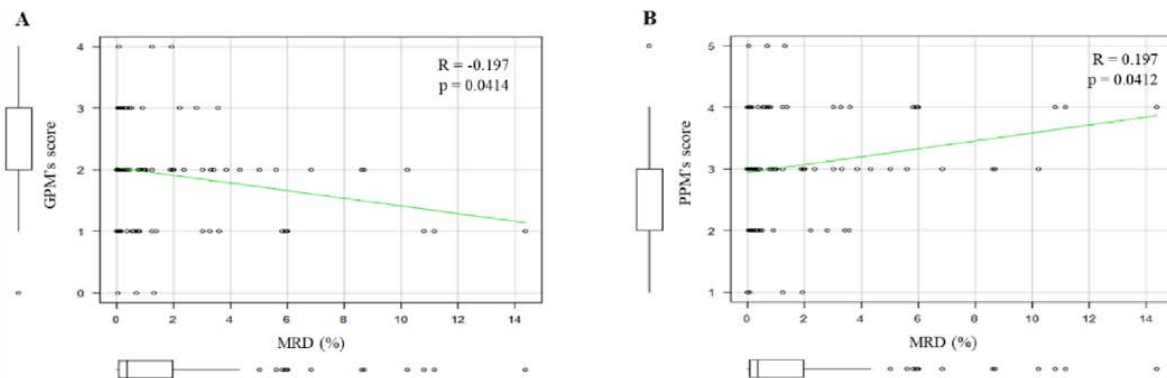 A
R = -0.197
p = 0.0414
4
3
2
1
0
GPM's score
0 2 4 6 8 10 12 14
MRD (%)
B
R = 0.197
p = 0.0412
5
4
3
2
1
PPM's score
0 2 4 6 8 10 12 14
MRD (%)